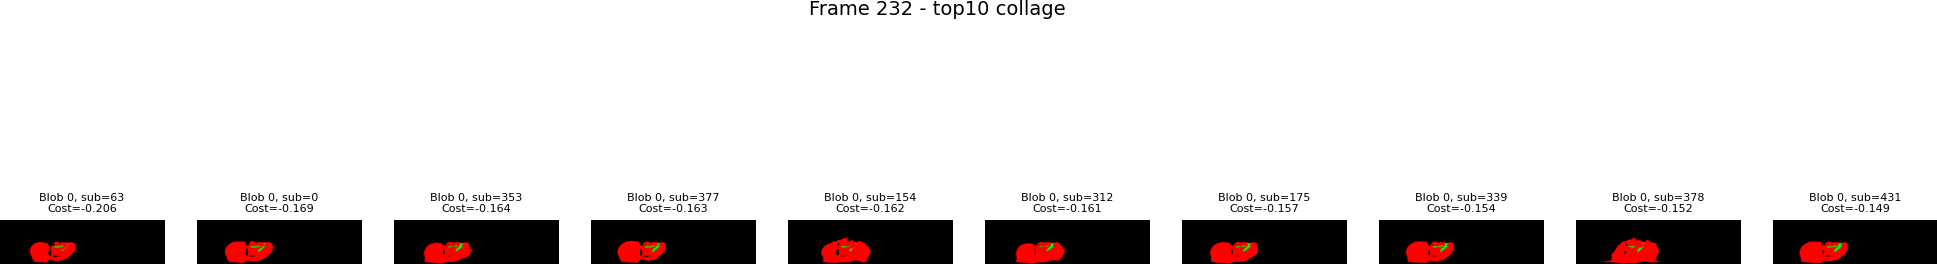 Frame 232 - top10 collage
Blob 0, sub=63
Cost=-0.206
Blob 0, sub=0
Cost=-0.169
Blob 0, sub=353
Cost=-0.164
Blob 0, sub=377
Cost=-0.163
Blob 0, sub=154
Cost=-0.162
Blob 0, sub=312
Cost=-0.161
Blob 0, sub=175
Cost=-0.157
Blob 0, sub=339
Cost=-0.154
Blob 0, sub=378
Cost=-0.152
Blob 0, sub=431
Cost=-0.149